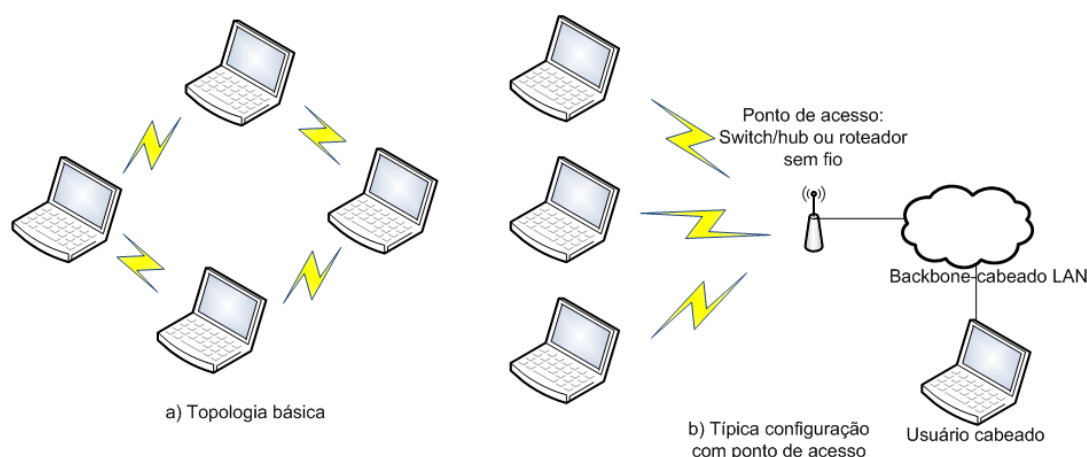 Ponto de acesso:
Switch/hub ou roteador
sem fio
Backbone-cabeado LAN
a) Topologia básica
b) Típica configuração
com ponto de acesso
Usuário cabeado